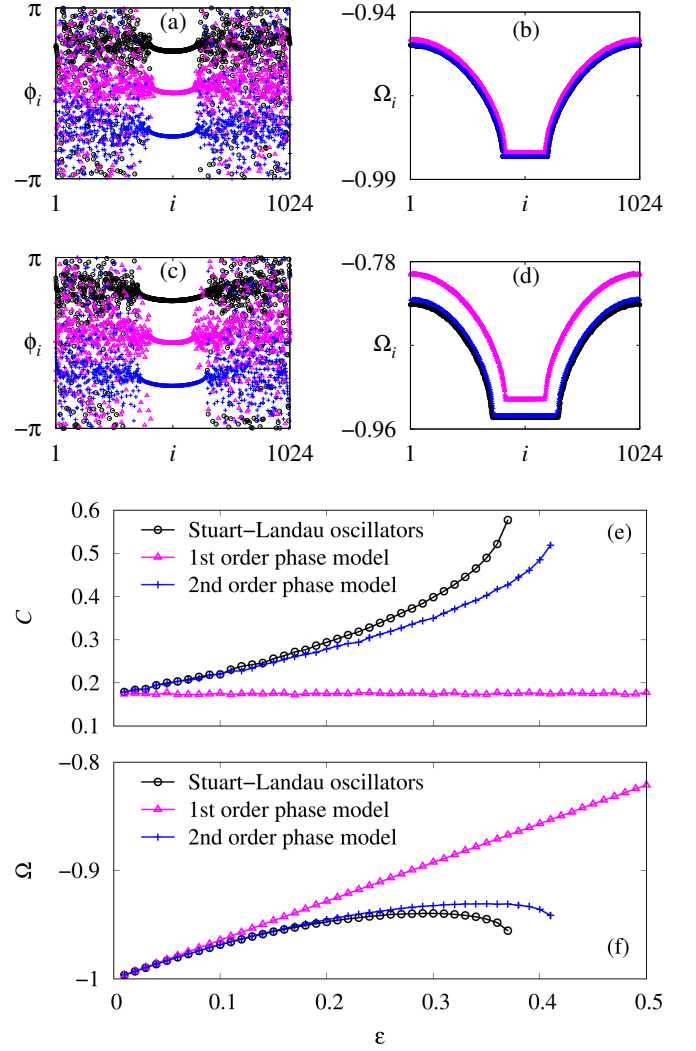 π (a) −0.94 (b)
ϕi Ωi
−π −0.99
1 i 1024 1 i 1024
π (c) −0.78 (d)
ϕi Ωi
−π −0.96
1 i 1024 1 i 1024
0.6 (e)
Stuart−Landau oscillators
0.5
1st order phase model
0.4 2nd order phase model
C
0.3
0.2
0.1
−0.8
Stuart−Landau oscillators
1st order phase model
2nd order phase model
Ω −0.9
(f)
−1
0 0.1 0.2 0.3 0.4 0.5
ε